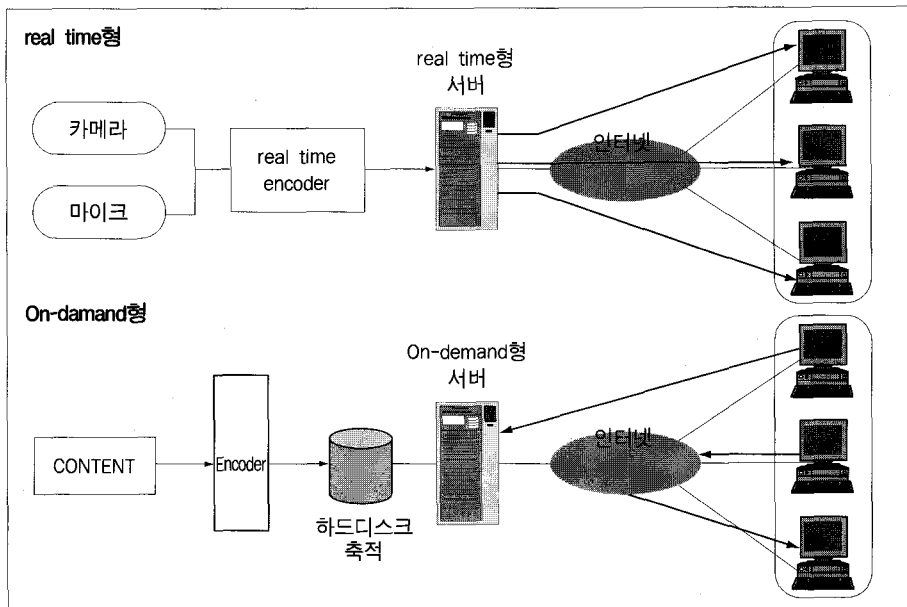 real time형
real time형
서버
카메라
마이크
real time
encoder
인터넷
On-damand형
On-demand형
서버
CONTENT
Encoder
하드디스크
축적
인터넷